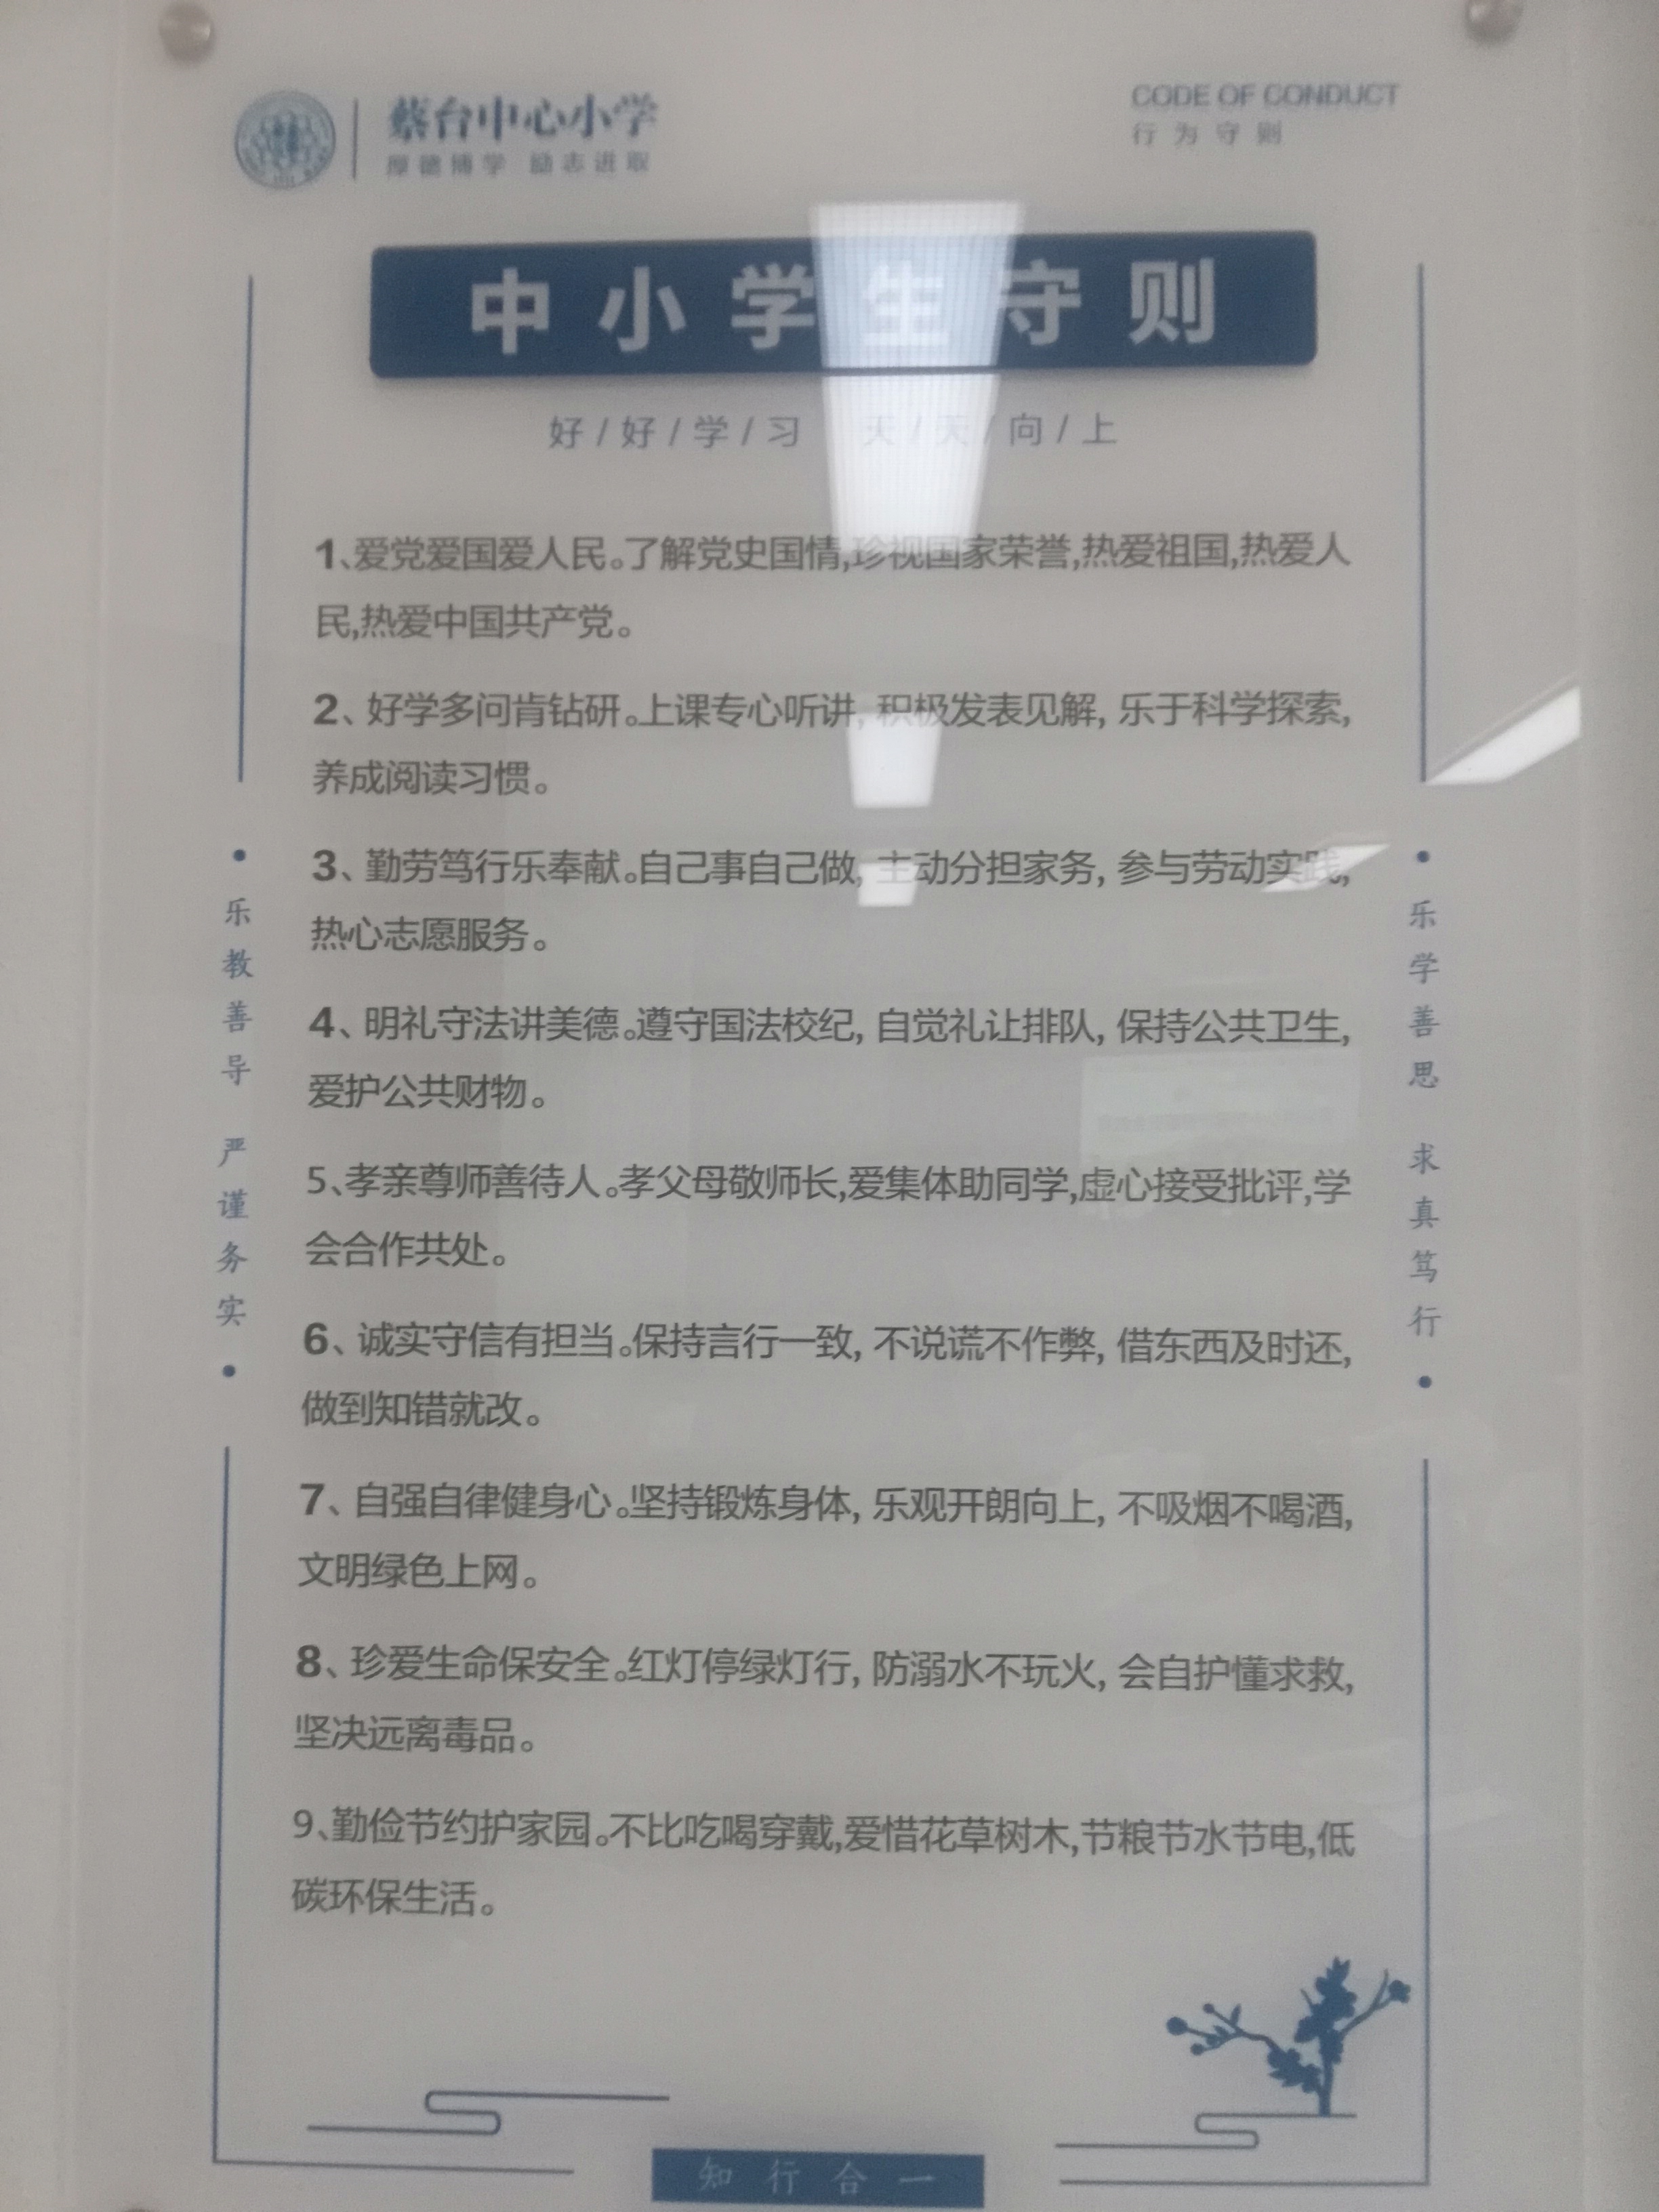 蔡台中心小学
厚德博学 励志进取
CODE OF CONDUCT
行为守则
中小学生守则
好/好/学/习 天/天/向/上
1、爱党爱国爱人民。了解党史国情,珍视国家荣誉,热爱祖国,热爱人
民,热爱中国共产党。
2、好学多问肯钻研。上课专心听讲, 积极发表见解, 乐于科学探索,
养成阅读习惯。
3、勤劳笃行乐奉献。自己事自己做, 主动分担家务, 参与劳动实践,
热心志愿服务。
4、明礼守法讲美德。遵守国法校纪, 自觉礼让排队, 保持公共卫生,
爱护公共财物。
5、孝亲尊师善待人。孝父母敬师长,爱集体助同学,虚心接受批评,学
会合作共处。
6、诚实守信有担当。保持言行一致, 不说谎不作弊, 借东西及时还,
做到知错就改。
7、自强自律健身心。坚持锻炼身体, 乐观开朗向上, 不吸烟不喝酒,
文明绿色上网。
8、珍爱生命保安全。红灯停绿灯行, 防溺水不玩火, 会自护懂求救,
坚决远离毒品。
9、勤俭节约护家园。不比吃喝穿戴,爱惜花草树木,节粮节水节电,低
碳环保生活。
•乐教善导 严谨务实•
•乐学善思 求真笃行•
知行合一